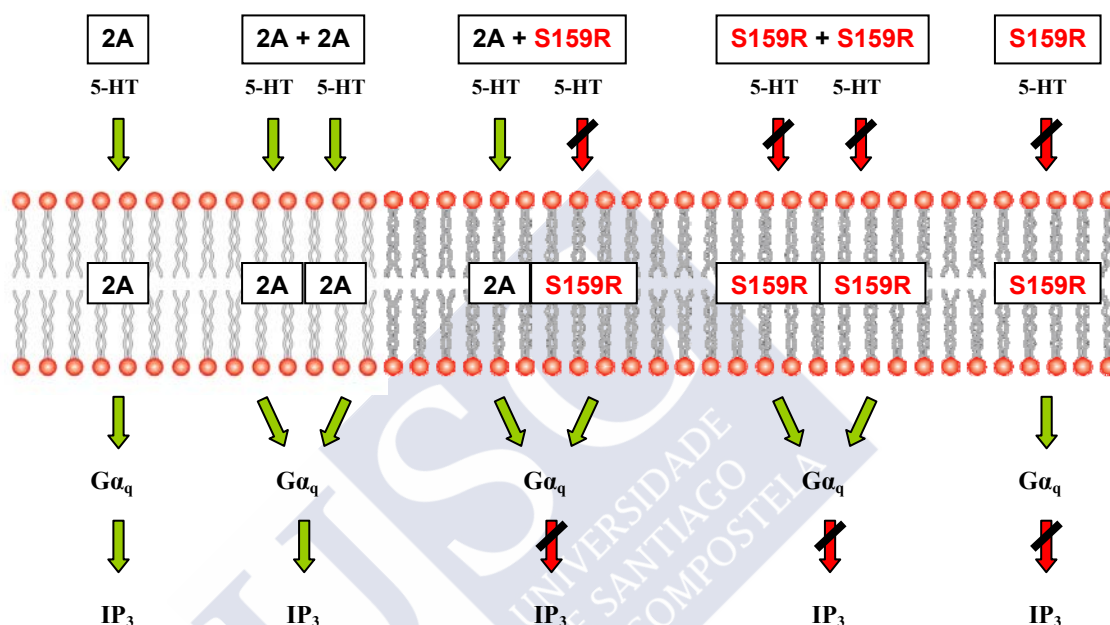 2A 2A + 2A 2A + S159R S159R + S159R S159R
5-HT 5-HT 5-HT 5-HT 5-HT 5-HT 5-HT 5-HT
2A 2A 2A 2A S159R S159R S159R S159R
Gαq Gαq Gαq Gαq Gαq
IP3 IP3 IP3 IP3 IP3
USC
UNIVERSIDADE
DE SANTIAGO
COMPOSTELA